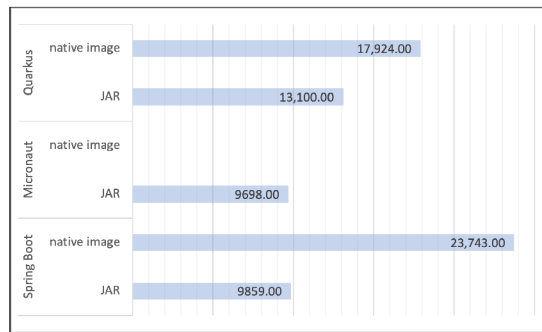 Quarkus
native image
17,924.00
JAR
13,100.00
Micronaut
native image
JAR
9698.00
Spring Boot
native image
23,743.00
JAR
9859.00